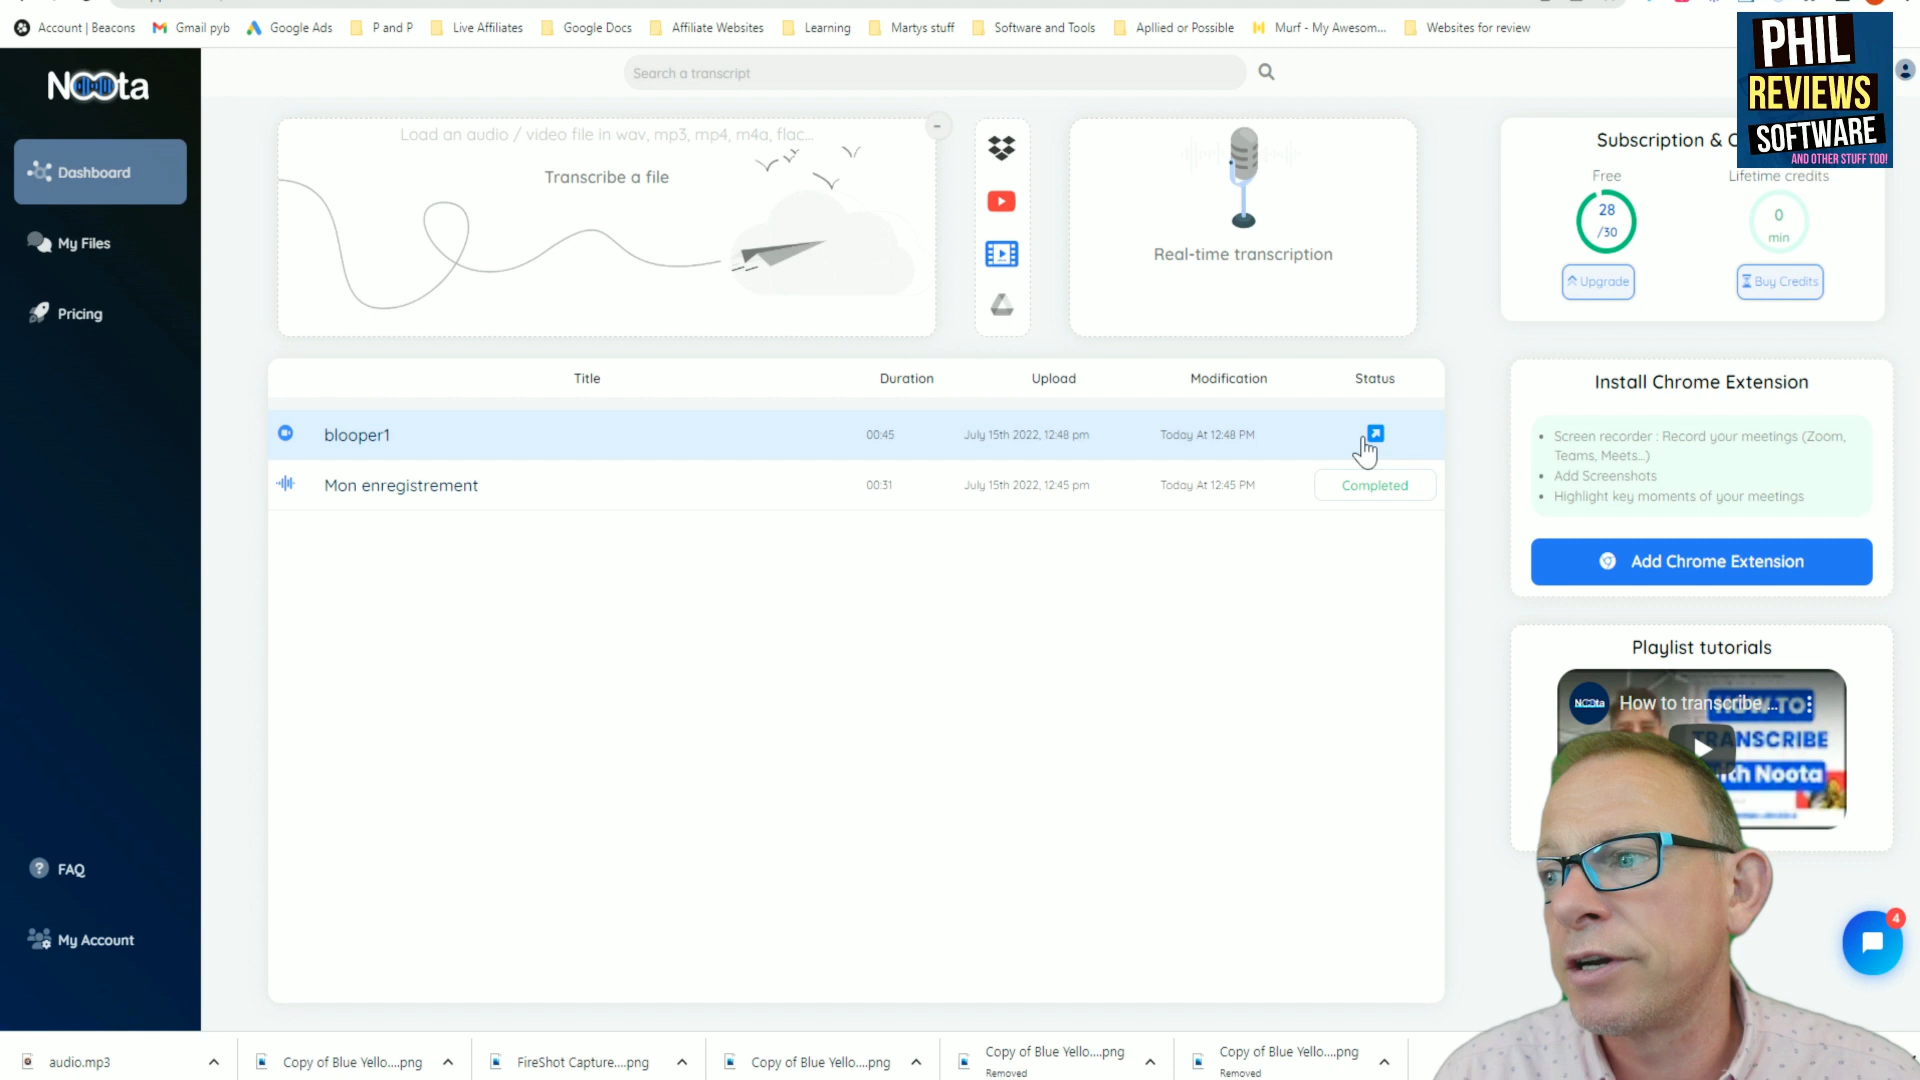 Account | Beacons
Gmail pyb
Google Ads
P and P
Live Affiliates
Google Docs
Affiliate Websites
Learning
Martys stuff
Software and Tools
Apllied or Possible
Murf - My Awesom...
Websites for review
PHIL
REVIEWS
SOFTWARE
AND OTHER STUFF TOO!
Noota
Search a transcript
Dashboard
My Files
Pricing
FAQ
My Account
Load an audio / video file in wav, mp3, mp4, m4a, flac...
Transcribe a file
Real-time transcription
Subscription & C
Free
Lifetime credits
28
/30
0
min
Upgrade
Buy Credits
Title
Duration
Upload
Modification
Status
blooper1
00:45
July 15th 2022, 12:48 pm
Today At 12:48 PM
Mon enregistrement
00:31
July 15th 2022, 12:45 pm
Today At 12:45 PM
Completed
Install Chrome Extension
Screen recorder : Record your meetings (Zoom,
Teams, Meets...)
Add Screenshots
Highlight key moments of your meetings
Add Chrome Extension
Playlist tutorials
NOOta
How to transcribe ...
HOW TO
TRANSCRIBE
with Noota
4
audio.mp3
Copy of Blue Yello....png
FireShot Capture....png
Copy of Blue Yello....png
Copy of Blue Yello....png
Removed
Copy of Blue Yello....png
Removed